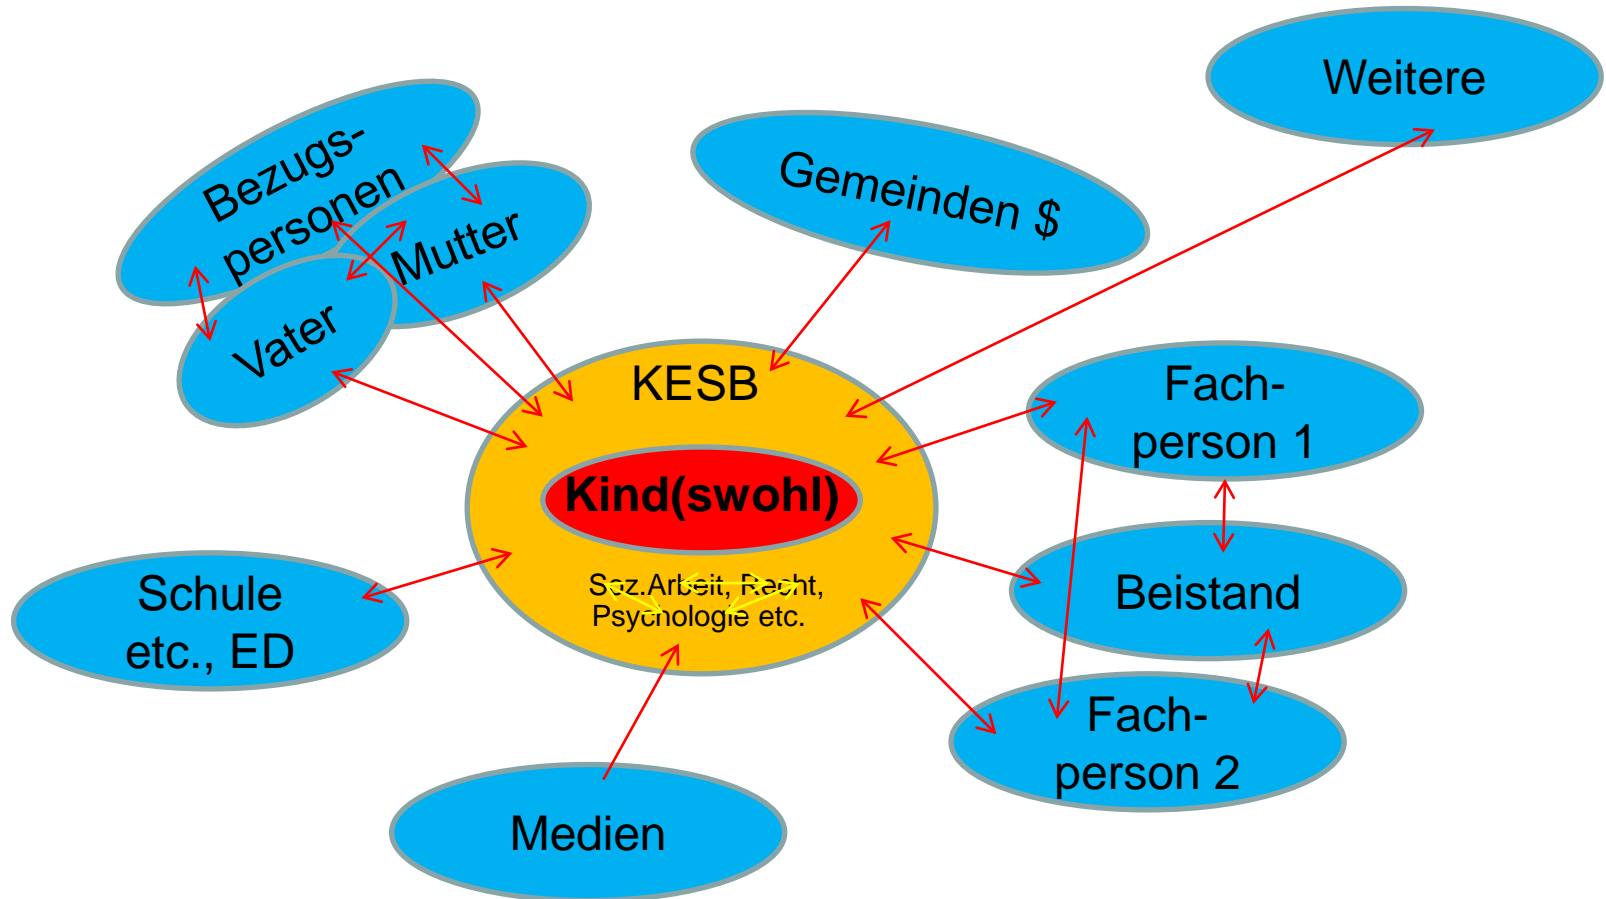 Weitere
Bezugs-
personen
Gemeinden $
Mutter
Vater
KESB
Fach-
person 1
Kind(swohl)
Schule
etc., ED
Soz.Arbeit, Recht,
Psychologie etc.
Beistand
Fach-
person 2
Medien